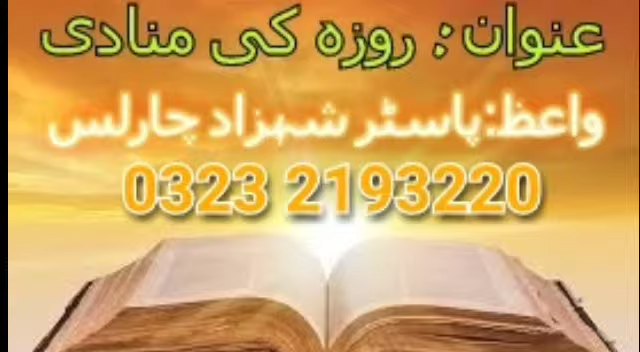 عنوان: روزہ کی منادی
واعظ:پاسٹر شہزاد چارلس
0323 2193220